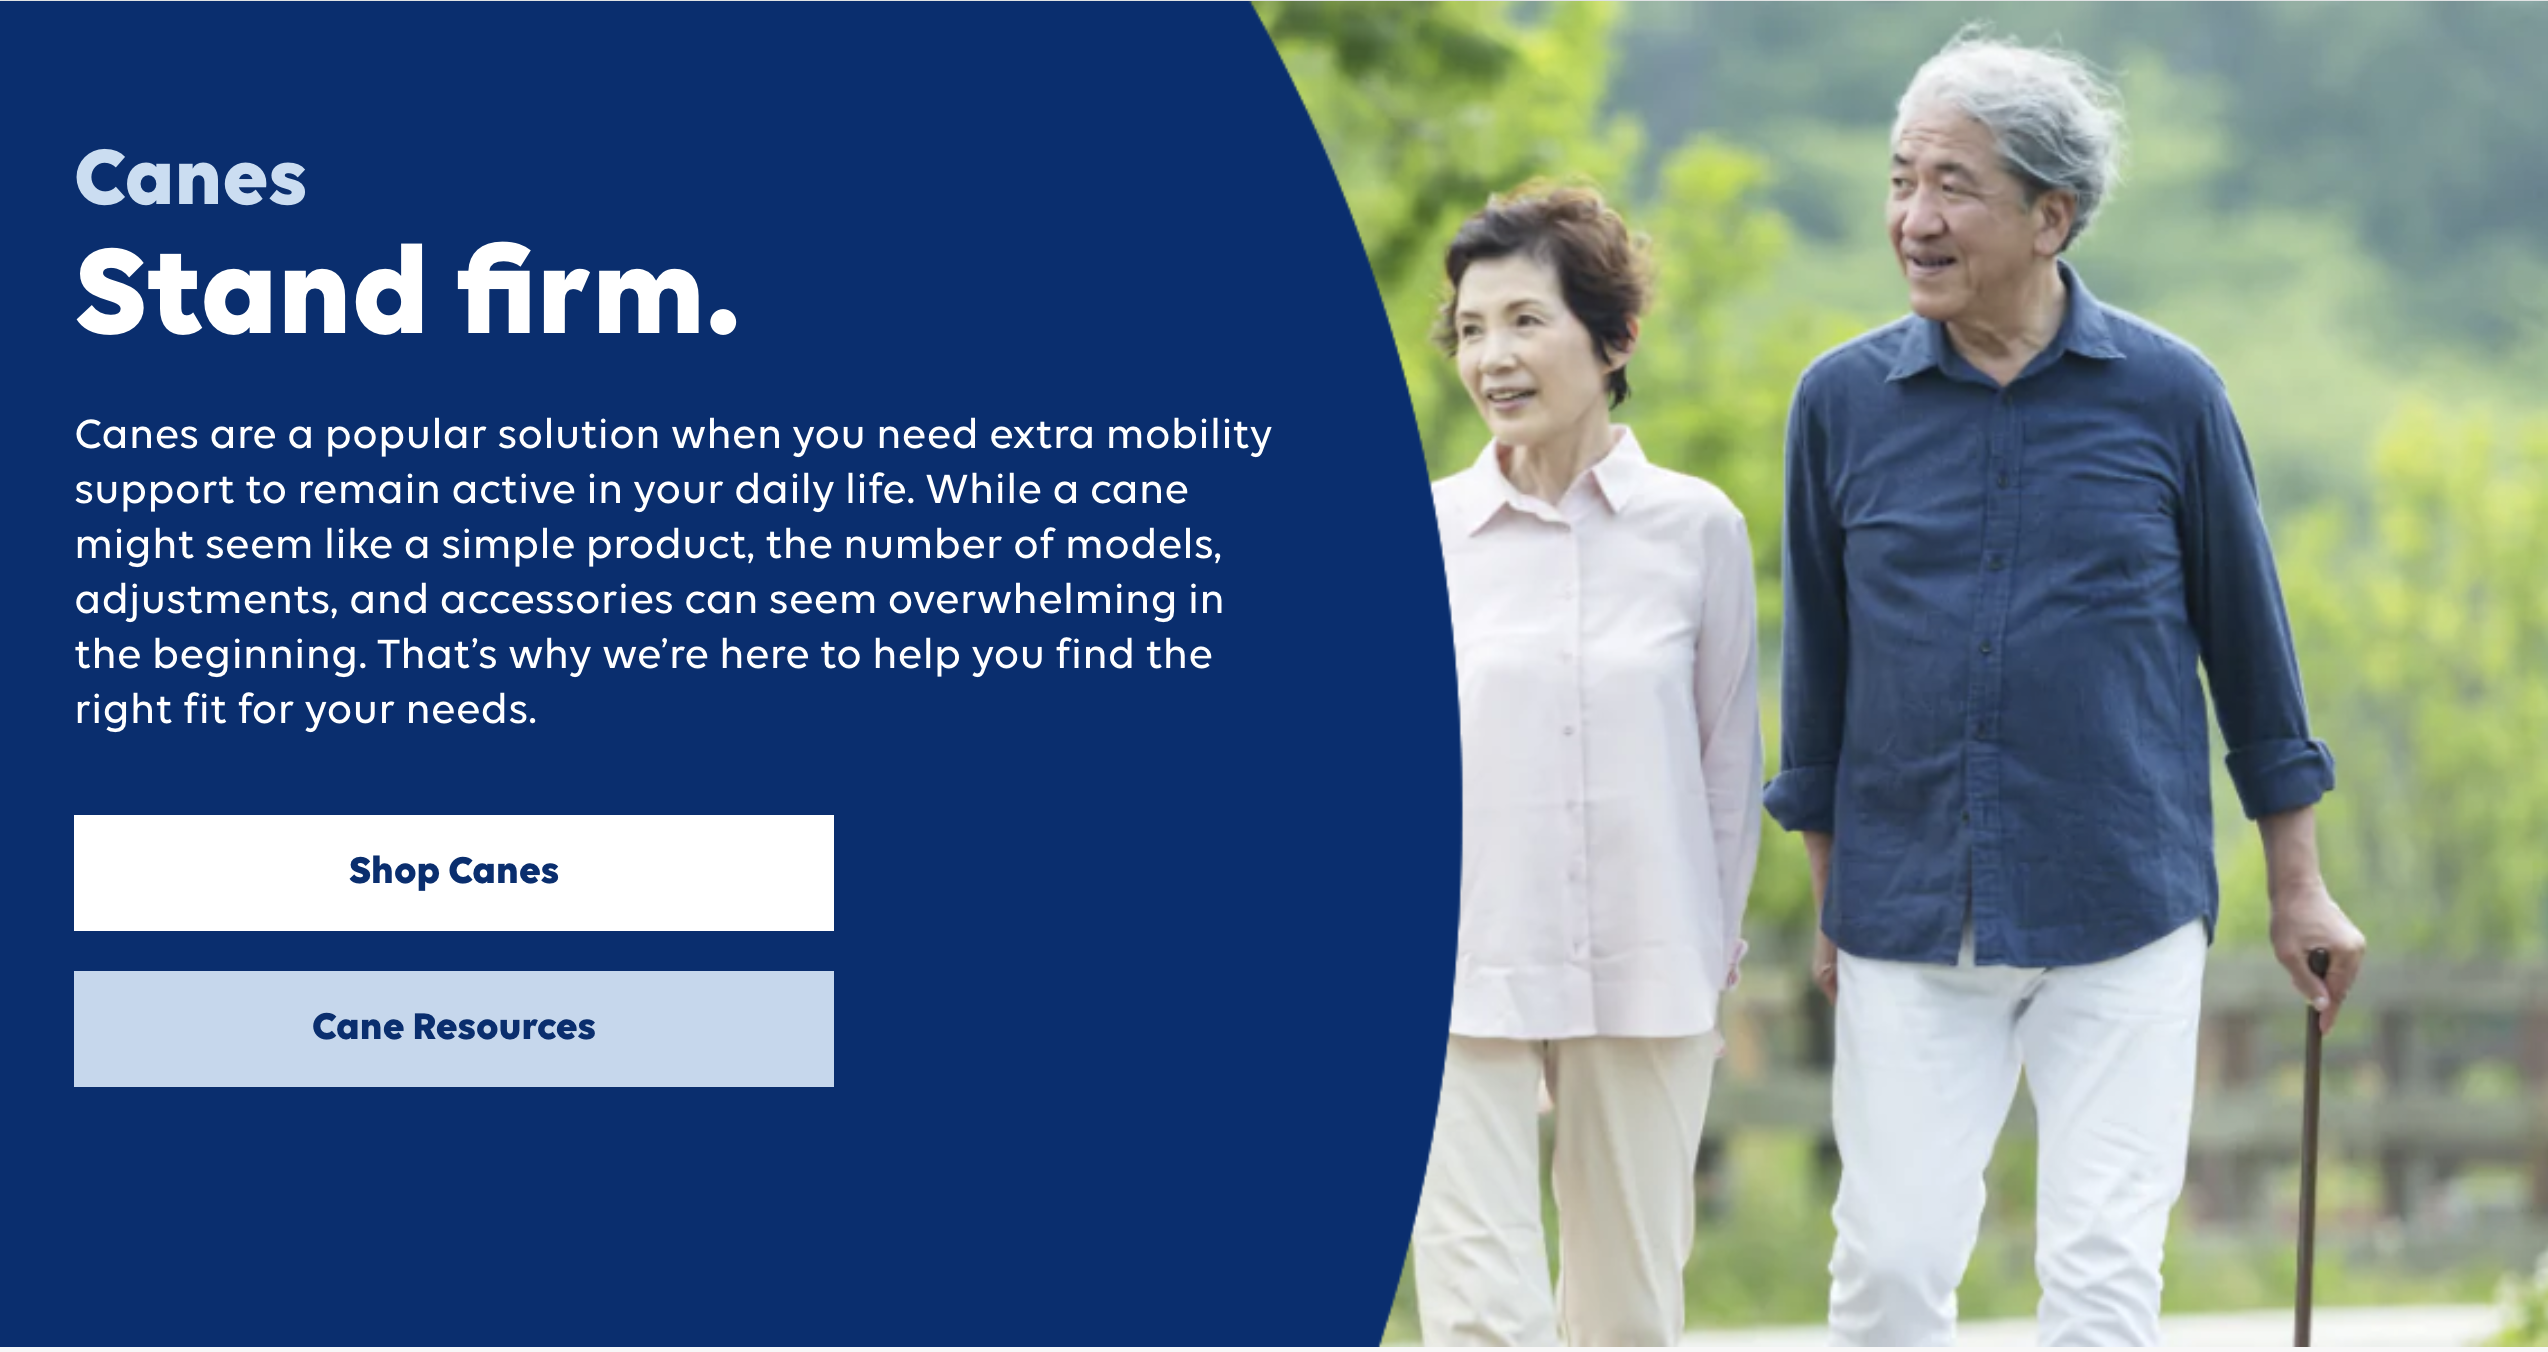 Canes
Stand firm.
Canes are a popular solution when you need extra mobility
support to remain active in your daily life. While a cane
might seem like a simple product, the number of models,
adjustments, and accessories can seem overwhelming in
the beginning. That’s why we’re here to help you find the
right fit for your needs.
Shop Canes
Cane Resources